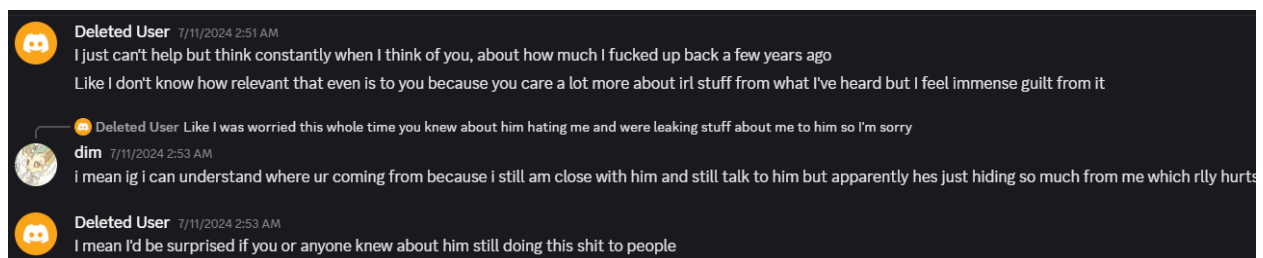 Deleted User 7/11/2024 2:51 AM
I just can't help but think constantly when I think of you, about how much I fucked up back a few years ago
Like I don't know how relevant that even is to you because you care a lot more about irl stuff from what I've heard but I feel immense guilt from it
Deleted User Like I was worried this whole time you knew about him hating me and were leaking stuff about me to him so I'm sorry
dim 7/11/2024 2:53 AM
i mean ig i can understand where ur coming from because i still am close with him and still talk to him but apparently hes just hiding so much from me which rlly hurts
Deleted User 7/11/2024 2:53 AM
I mean I'd be surprised if you or anyone knew about him still doing this shit to people